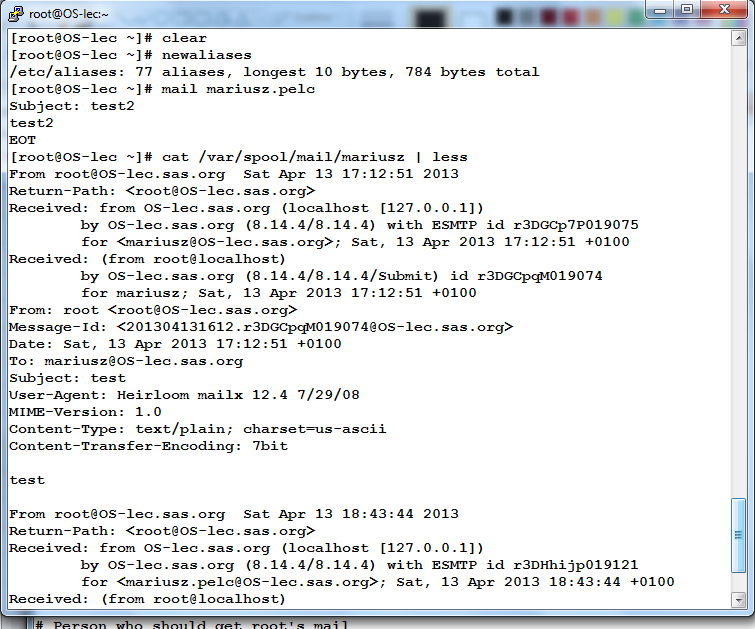 root@OS-lec:~
[root@OS-lec ~]# clear
[root@OS-lec ~]# newaliases
/etc/aliases: 77 aliases, longest 10 bytes, 784 bytes total
[root@OS-lec ~]# mail mariusz.pelc
Subject: test2
test2
EOT
[root@OS-lec ~]# cat /var/spool/mail/mariusz | less
From root@OS-lec.sas.org  Sat Apr 13 17:12:51 2013
Return-Path: <root@OS-lec.sas.org>
Received: from OS-lec.sas.org (localhost [127.0.0.1])
        by OS-lec.sas.org (8.14.4/8.14.4) with ESMTP id r3DGCp7P019075
        for <mariusz@OS-lec.sas.org>; Sat, 13 Apr 2013 17:12:51 +0100
Received: (from root@localhost)
        by OS-lec.sas.org (8.14.4/8.14.4/Submit) id r3DGCpqM019074
        for mariusz; Sat, 13 Apr 2013 17:12:51 +0100
From: root <root@OS-lec.sas.org>
Message-Id: <201304131612.r3DGCpqM019074@OS-lec.sas.org>
Date: Sat, 13 Apr 2013 17:12:51 +0100
To: mariusz@OS-lec.sas.org
Subject: test
User-Agent: Heirloom mailx 12.4 7/29/08
MIME-Version: 1.0
Content-Type: text/plain; charset=us-ascii
Content-Transfer-Encoding: 7bit
test
From root@OS-lec.sas.org  Sat Apr 13 18:43:44 2013
Return-Path: <root@OS-lec.sas.org>
Received: from OS-lec.sas.org (localhost [127.0.0.1])
        by OS-lec.sas.org (8.14.4/8.14.4) with ESMTP id r3DHhijp019121
        for <mariusz.pelc@OS-lec.sas.org>; Sat, 13 Apr 2013 18:43:44 +0100
Received: (from root@localhost)
# Person who should get root's mail